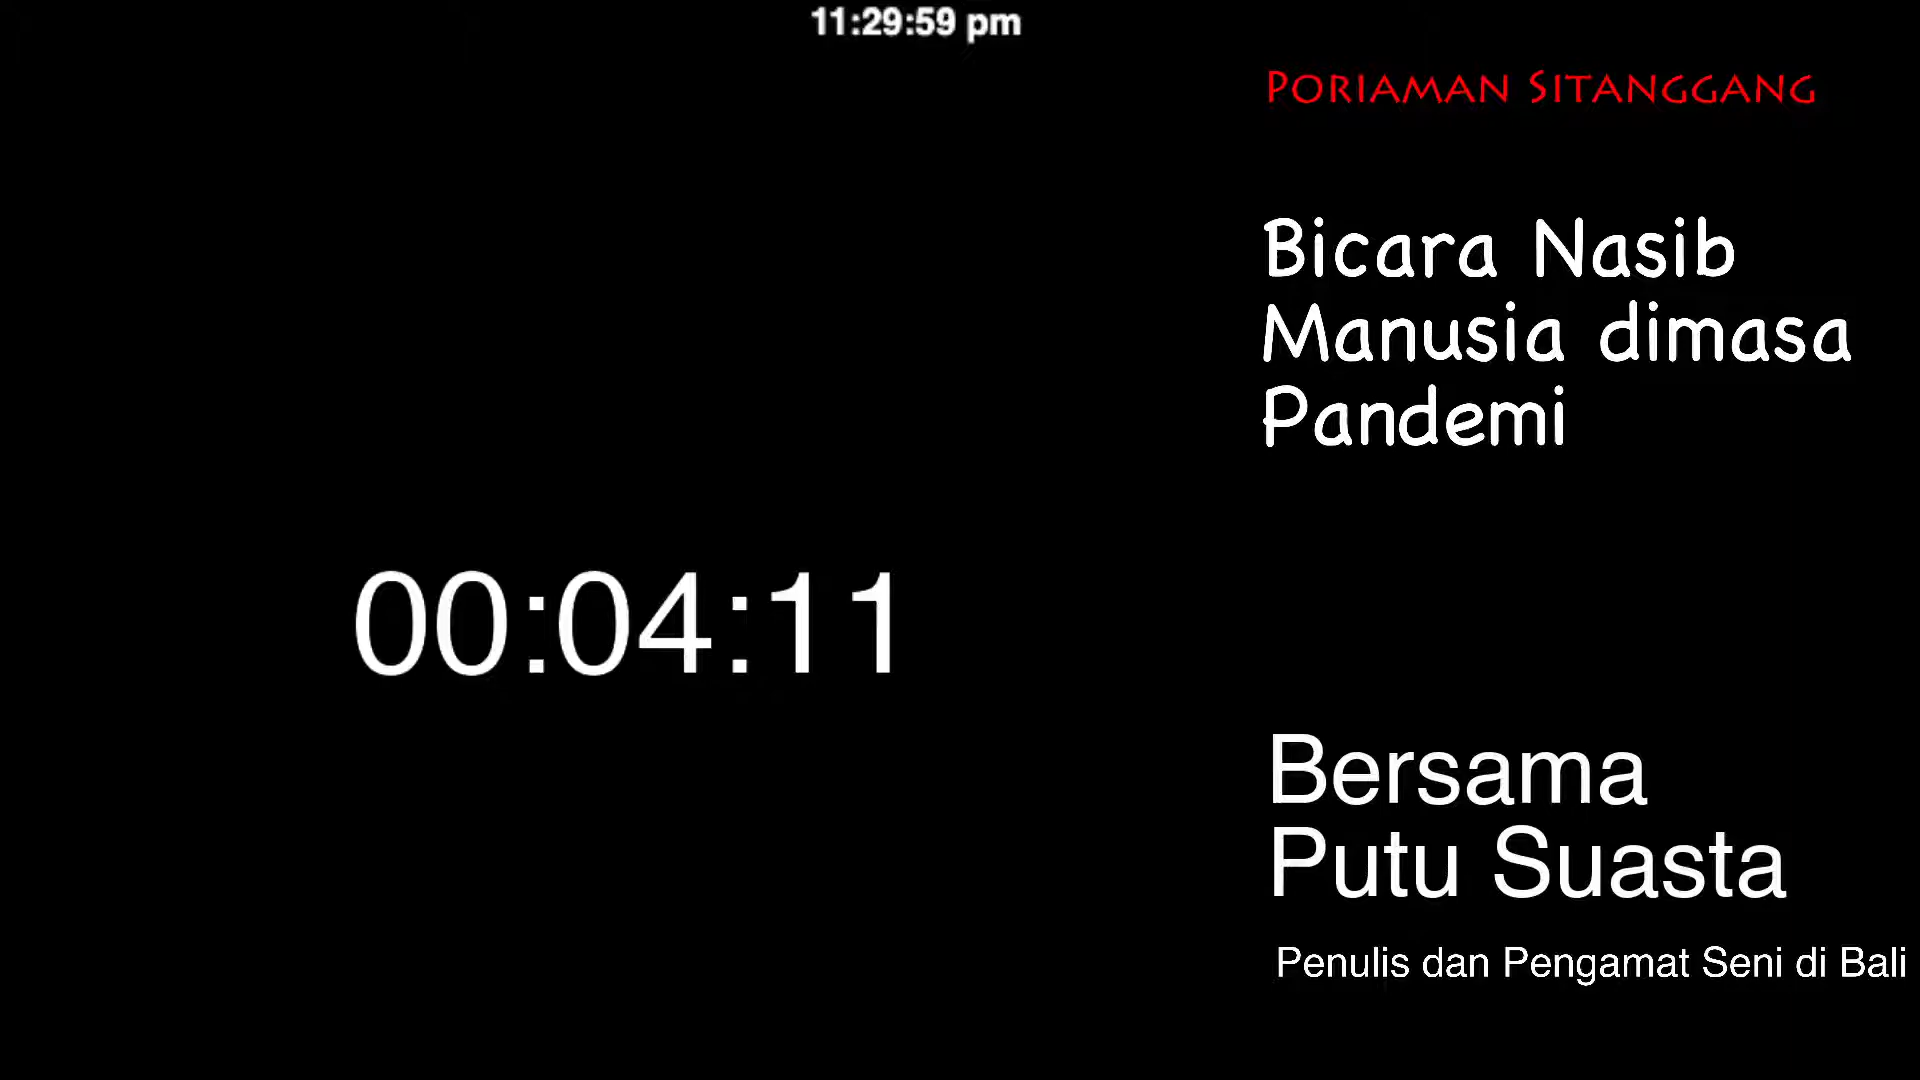 11:29:59 pm
PORIAMAN SITANGGANG
Bicara Nasib
Manusia dimasa
Pandemi
00:04:11
Bersama
Putu Suasta
Penulis dan Pengamat Seni di Bali